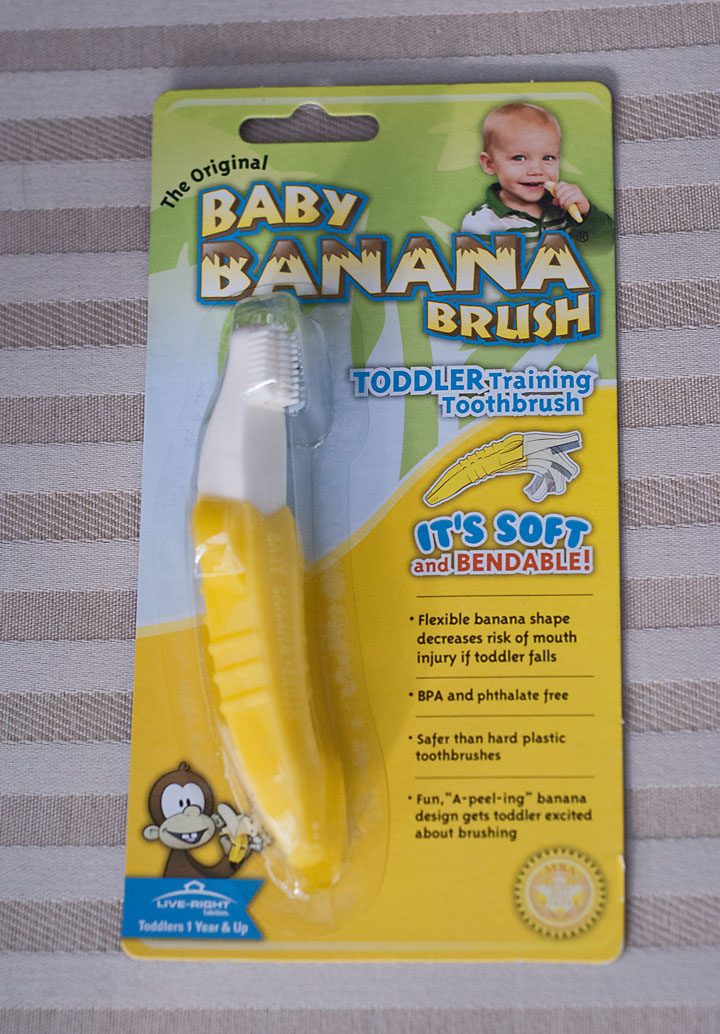 The Original
BABY
BANANA®
BRUSH
TODDLER Training
Toothbrush
IT'S SOFT
and BENDABLE!
• Flexible banana shape
decreases risk of mouth
injury if toddler falls
• BPA and phthalate free
• Safer than hard plastic
toothbrushes
• Fun, "A-peel-ing" banana
design gets toddler excited
about brushing
LIVE-RIGHT
Solutions.
Toddlers 1 Year & Up